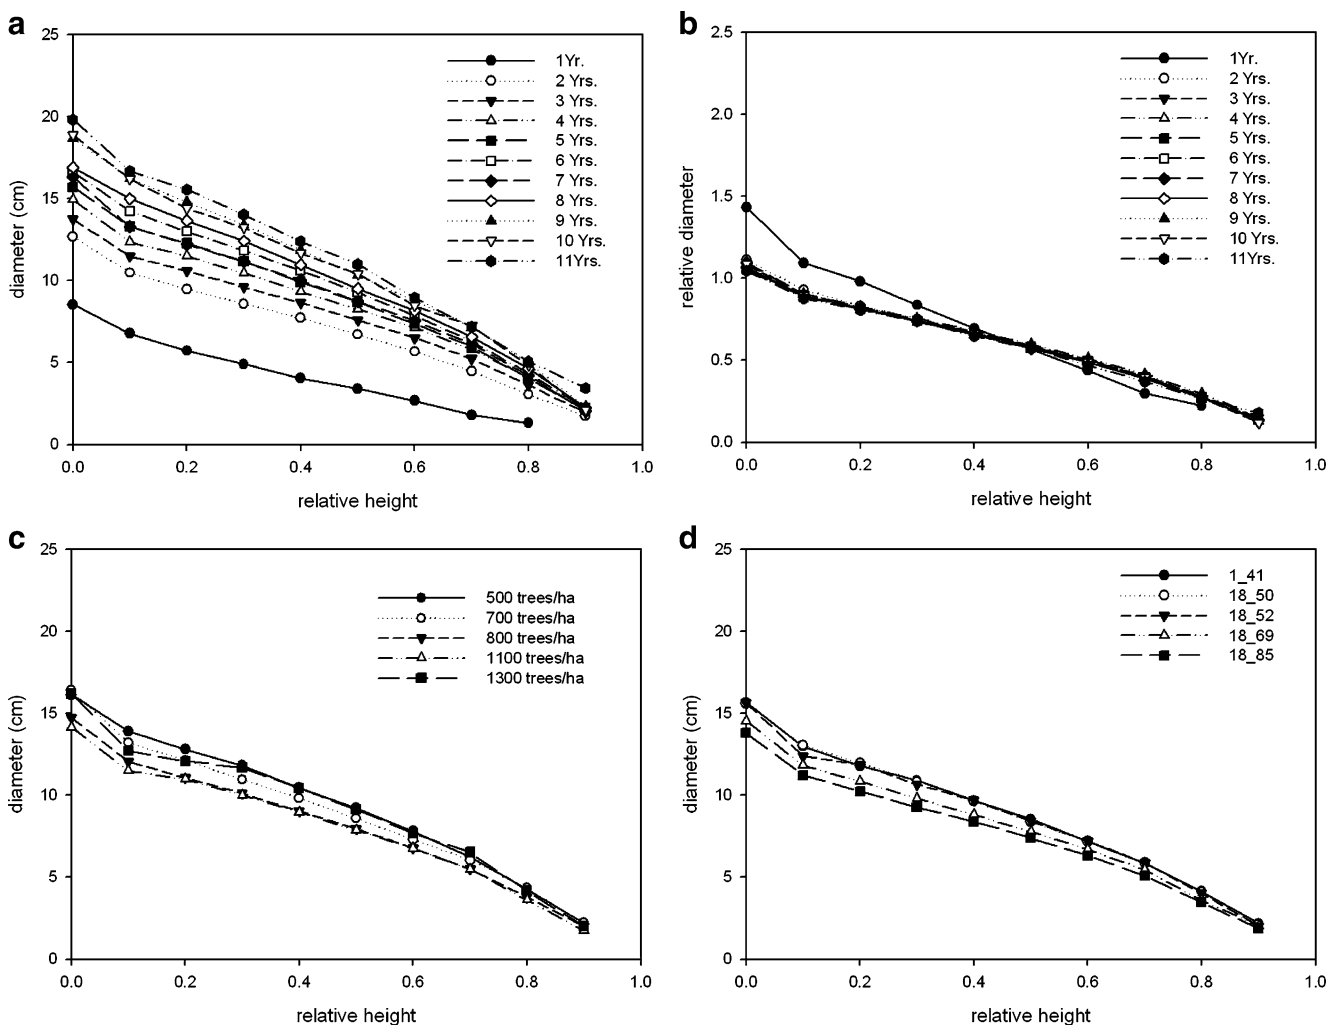 a
25
20
15
10
5
0
diameter (cm)
1Yr.
2 Yrs.
3 Yrs.
4 Yrs.
5 Yrs.
6 Yrs.
7 Yrs.
8 Yrs.
9 Yrs.
10 Yrs.
11Yrs.
0.0 0.2 0.4 0.6 0.8 1.0
relative height
b
2.5
2.0
1.5
1.0
0.5
0.0
relative diameter
1Yr.
2 Yrs.
3 Yrs.
4 Yrs.
5 Yrs.
6 Yrs.
7 Yrs.
8 Yrs.
9 Yrs.
10 Yrs.
11Yrs.
0.0 0.2 0.4 0.6 0.8 1.0
relative height
c
25
20
15
10
5
0
diameter (cm)
500 trees/ha
700 trees/ha
800 trees/ha
1100 trees/ha
1300 trees/ha
0.0 0.2 0.4 0.6 0.8 1.0
relative height
d
25
20
15
10
5
0
diameter (cm)
1_41
18_50
18_52
18_69
18_85
0.0 0.2 0.4 0.6 0.8 1.0
relative height